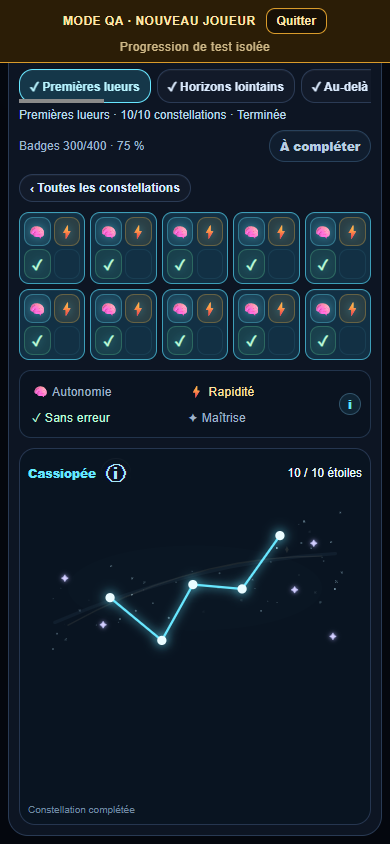 MODE QA · NOUVEAU JOUEUR Quitter
Progression de test isolée
✓ Premières lueurs ✓ Horizons lointains ✓ Au-delà
Premières lueurs · 10/10 constellations · Terminée
Badges 300/400 · 75 % À compléter
‹ Toutes les constellations
Autonomie Rapidité
✓ Sans erreur ✦ Maîtrise
i
Cassiopée i 10 / 10 étoiles
Constellation complétée